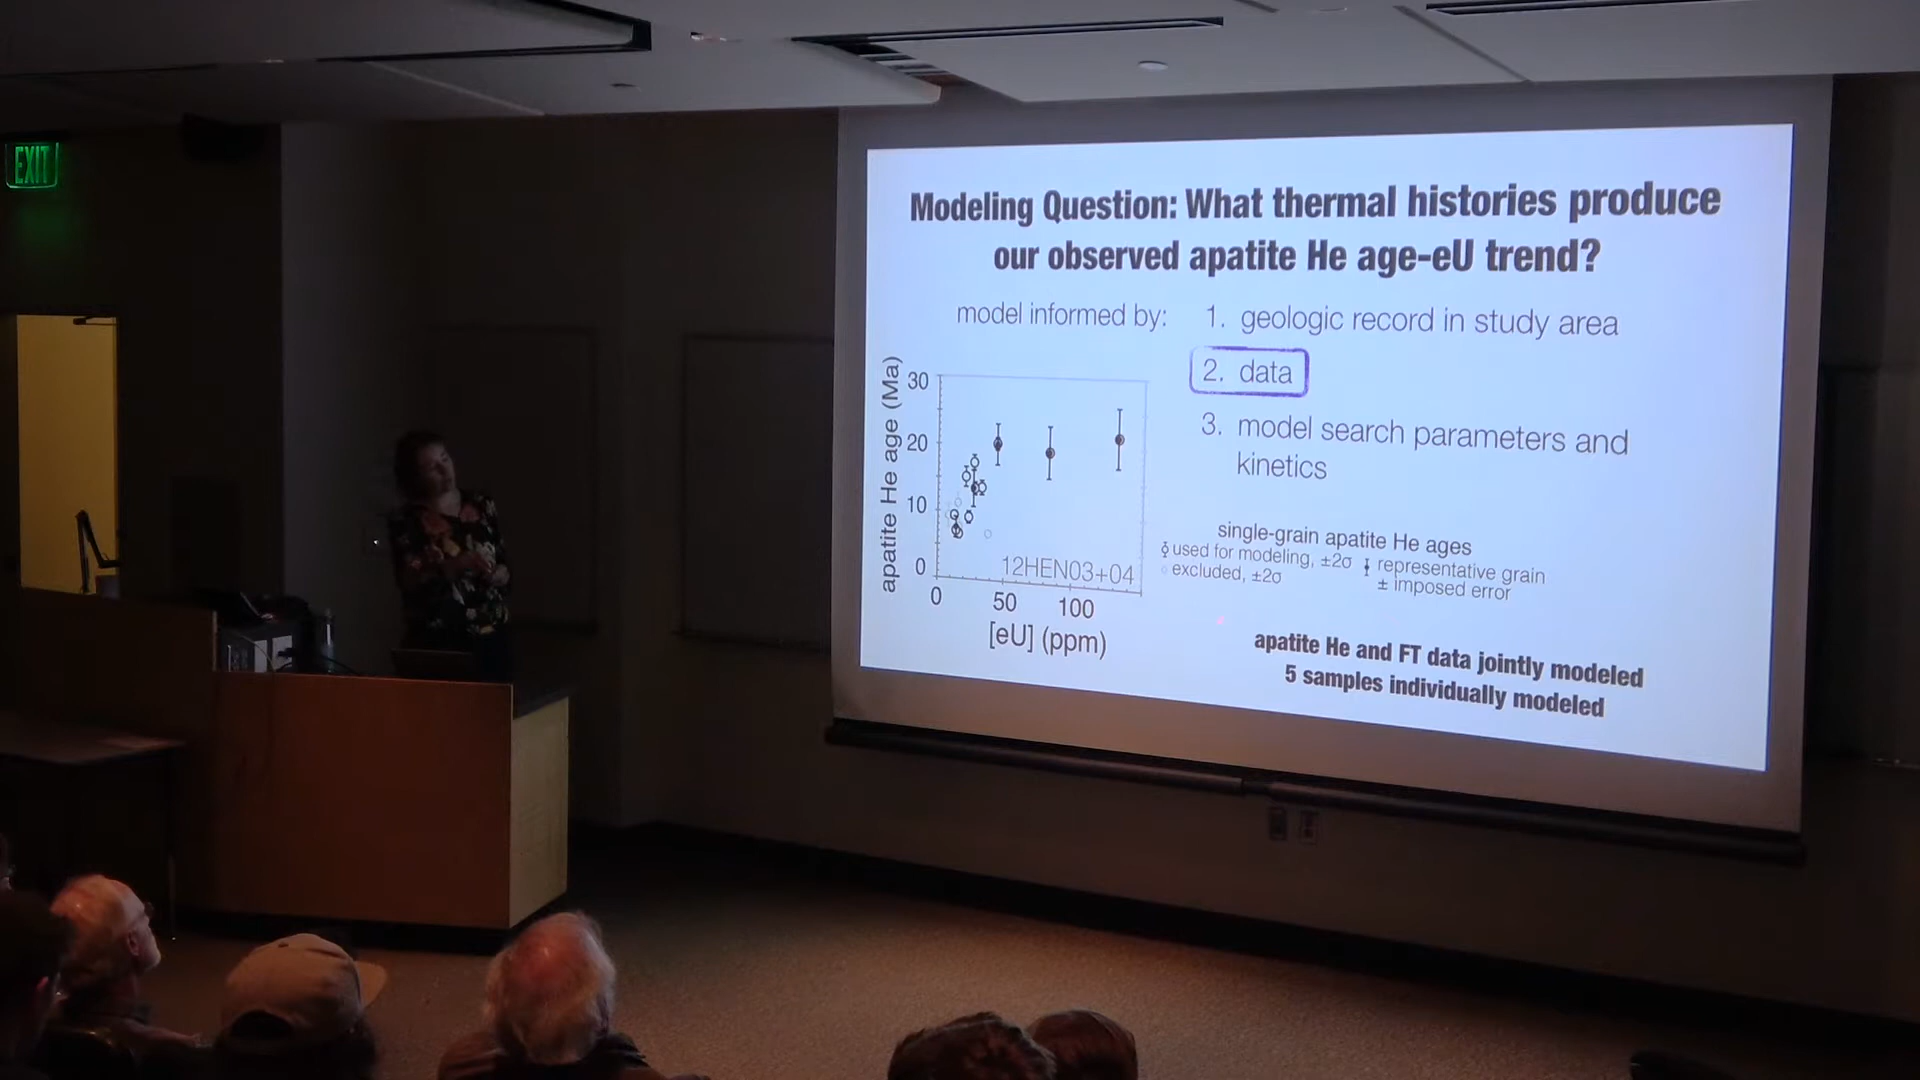 EXIT
Modeling Question: What thermal histories produce
our observed apatite He age-eU trend?
model informed by:
1. geologic record in study area
2. data
3. model search parameters and
kinetics
apatite He age (Ma)
30
20
10
0
12HEN03+04
0
50
100
[eU] (ppm)
single-grain apatite He ages
used for modeling, ±2σ
excluded, ±2σ
representative grain
± imposed error
apatite He and FT data jointly modeled
5 samples individually modeled